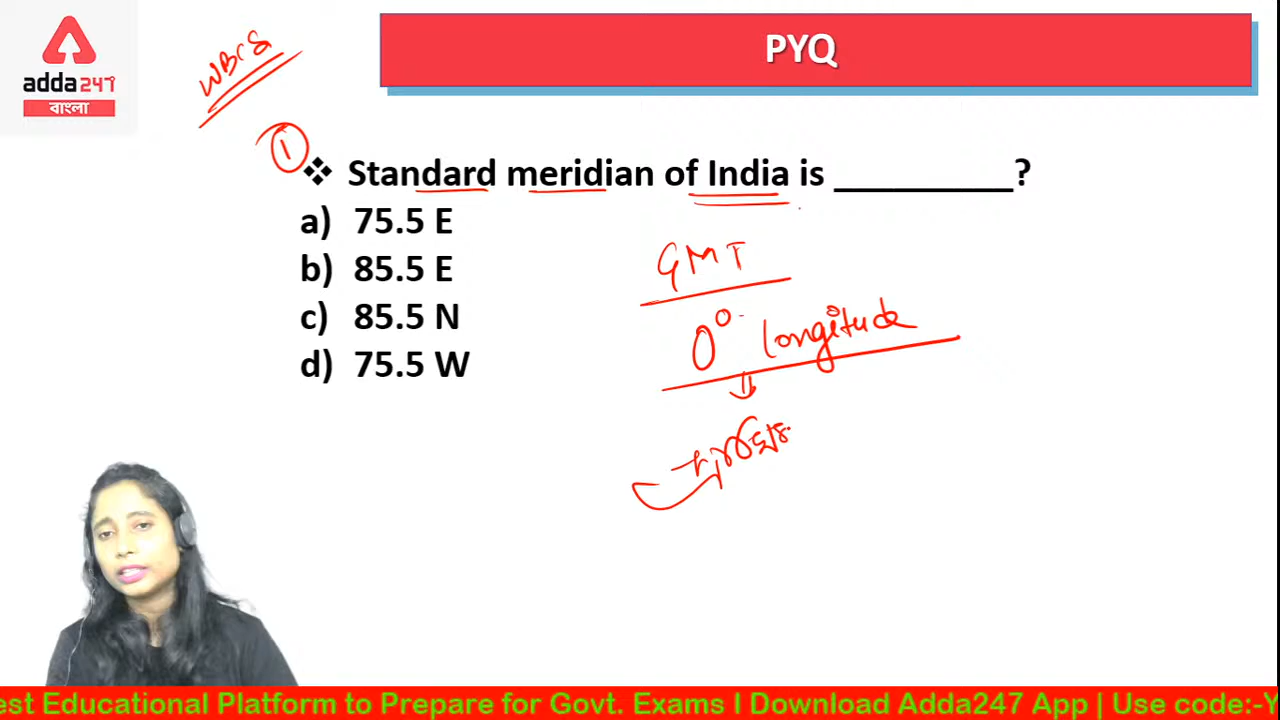 adda247
বাংলা
WBCS
PYQ
1
❖ Standard meridian of India is __________?
a) 75.5 E
b) 85.5 E
c) 85.5 N
d) 75.5 W
GMT
0° longitude
est Educational Platform to Prepare for Govt. Exams I Download Adda247 App | Use code:-Y